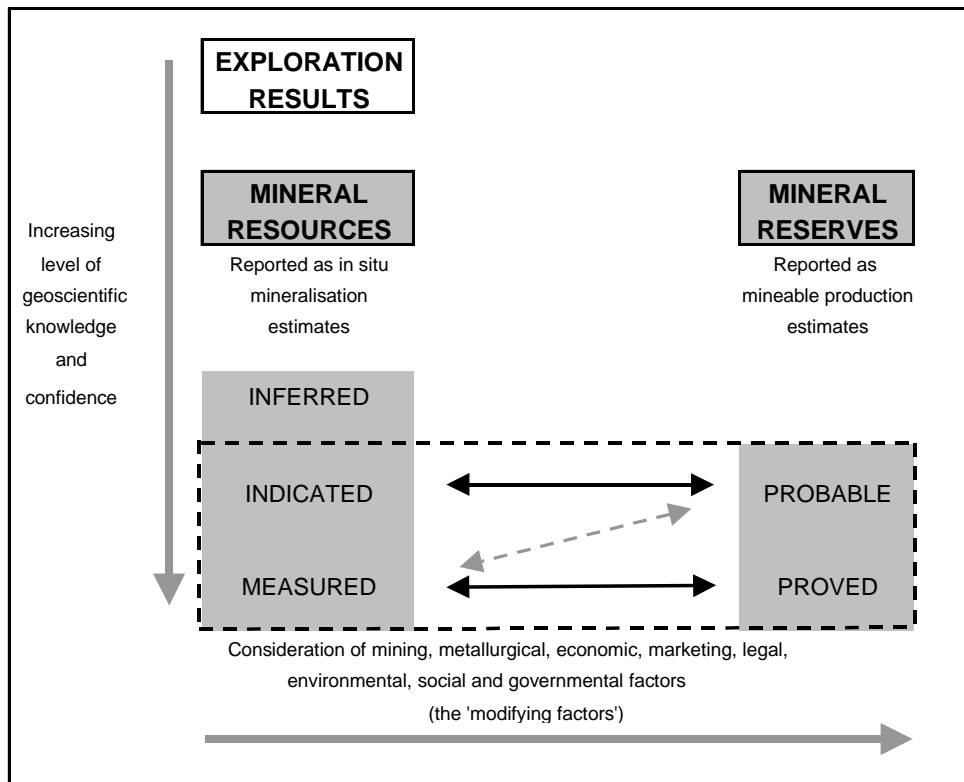 EXPLORATION
RESULTS
MINERAL
RESOURCES
Reported as in situ
mineralisation
estimates
MINERAL
RESERVES
Reported as
mineable production
estimates
Increasing
level of
geoscientific
knowledge
and
confidence
INFERRED
INDICATED
PROBABLE
MEASURED
PROVED
Consideration of mining, metallurgical, economic, marketing, legal,
environmental, social and governmental factors
(the 'modifying factors')